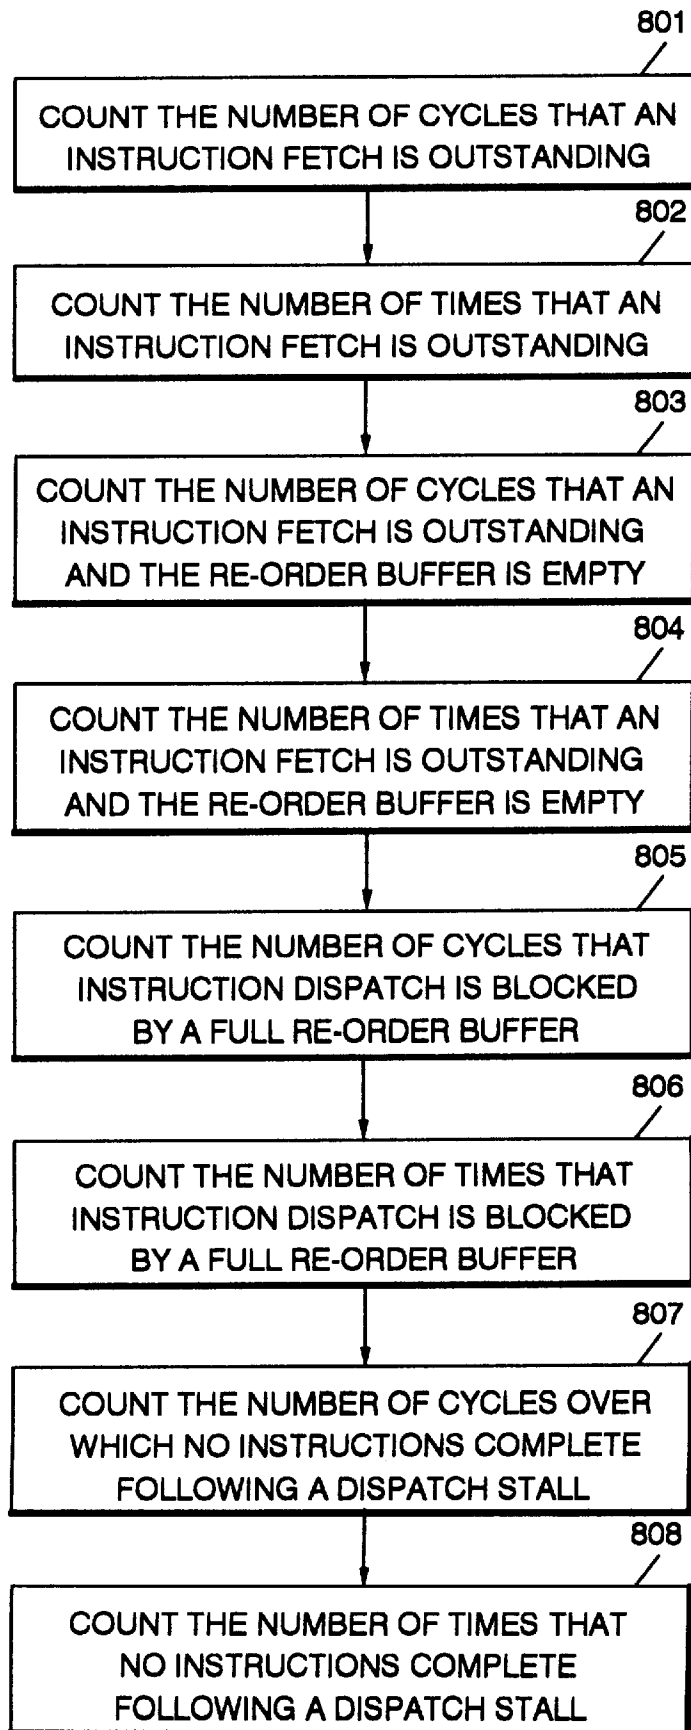 801
COUNT THE NUMBER OF CYCLES THAT AN
INSTRUCTION FETCH IS OUTSTANDING
802
COUNT THE NUMBER OF TIMES THAT AN
INSTRUCTION FETCH IS OUTSTANDING
803
COUNT THE NUMBER OF CYCLES THAT AN
INSTRUCTION FETCH IS OUTSTANDING
AND THE RE-ORDER BUFFER IS EMPTY
804
COUNT THE NUMBER OF TIMES THAT AN
INSTRUCTION FETCH IS OUTSTANDING
AND THE RE-ORDER BUFFER IS EMPTY
805
COUNT THE NUMBER OF CYCLES THAT
INSTRUCTION DISPATCH IS BLOCKED
BY A FULL RE-ORDER BUFFER
806
COUNT THE NUMBER OF TIMES THAT
INSTRUCTION DISPATCH IS BLOCKED
BY A FULL RE-ORDER BUFFER
807
COUNT THE NUMBER OF CYCLES OVER
WHICH NO INSTRUCTIONS COMPLETE
FOLLOWING A DISPATCH STALL
808
COUNT THE NUMBER OF TIMES THAT
NO INSTRUCTIONS COMPLETE
FOLLOWING A DISPATCH STALL